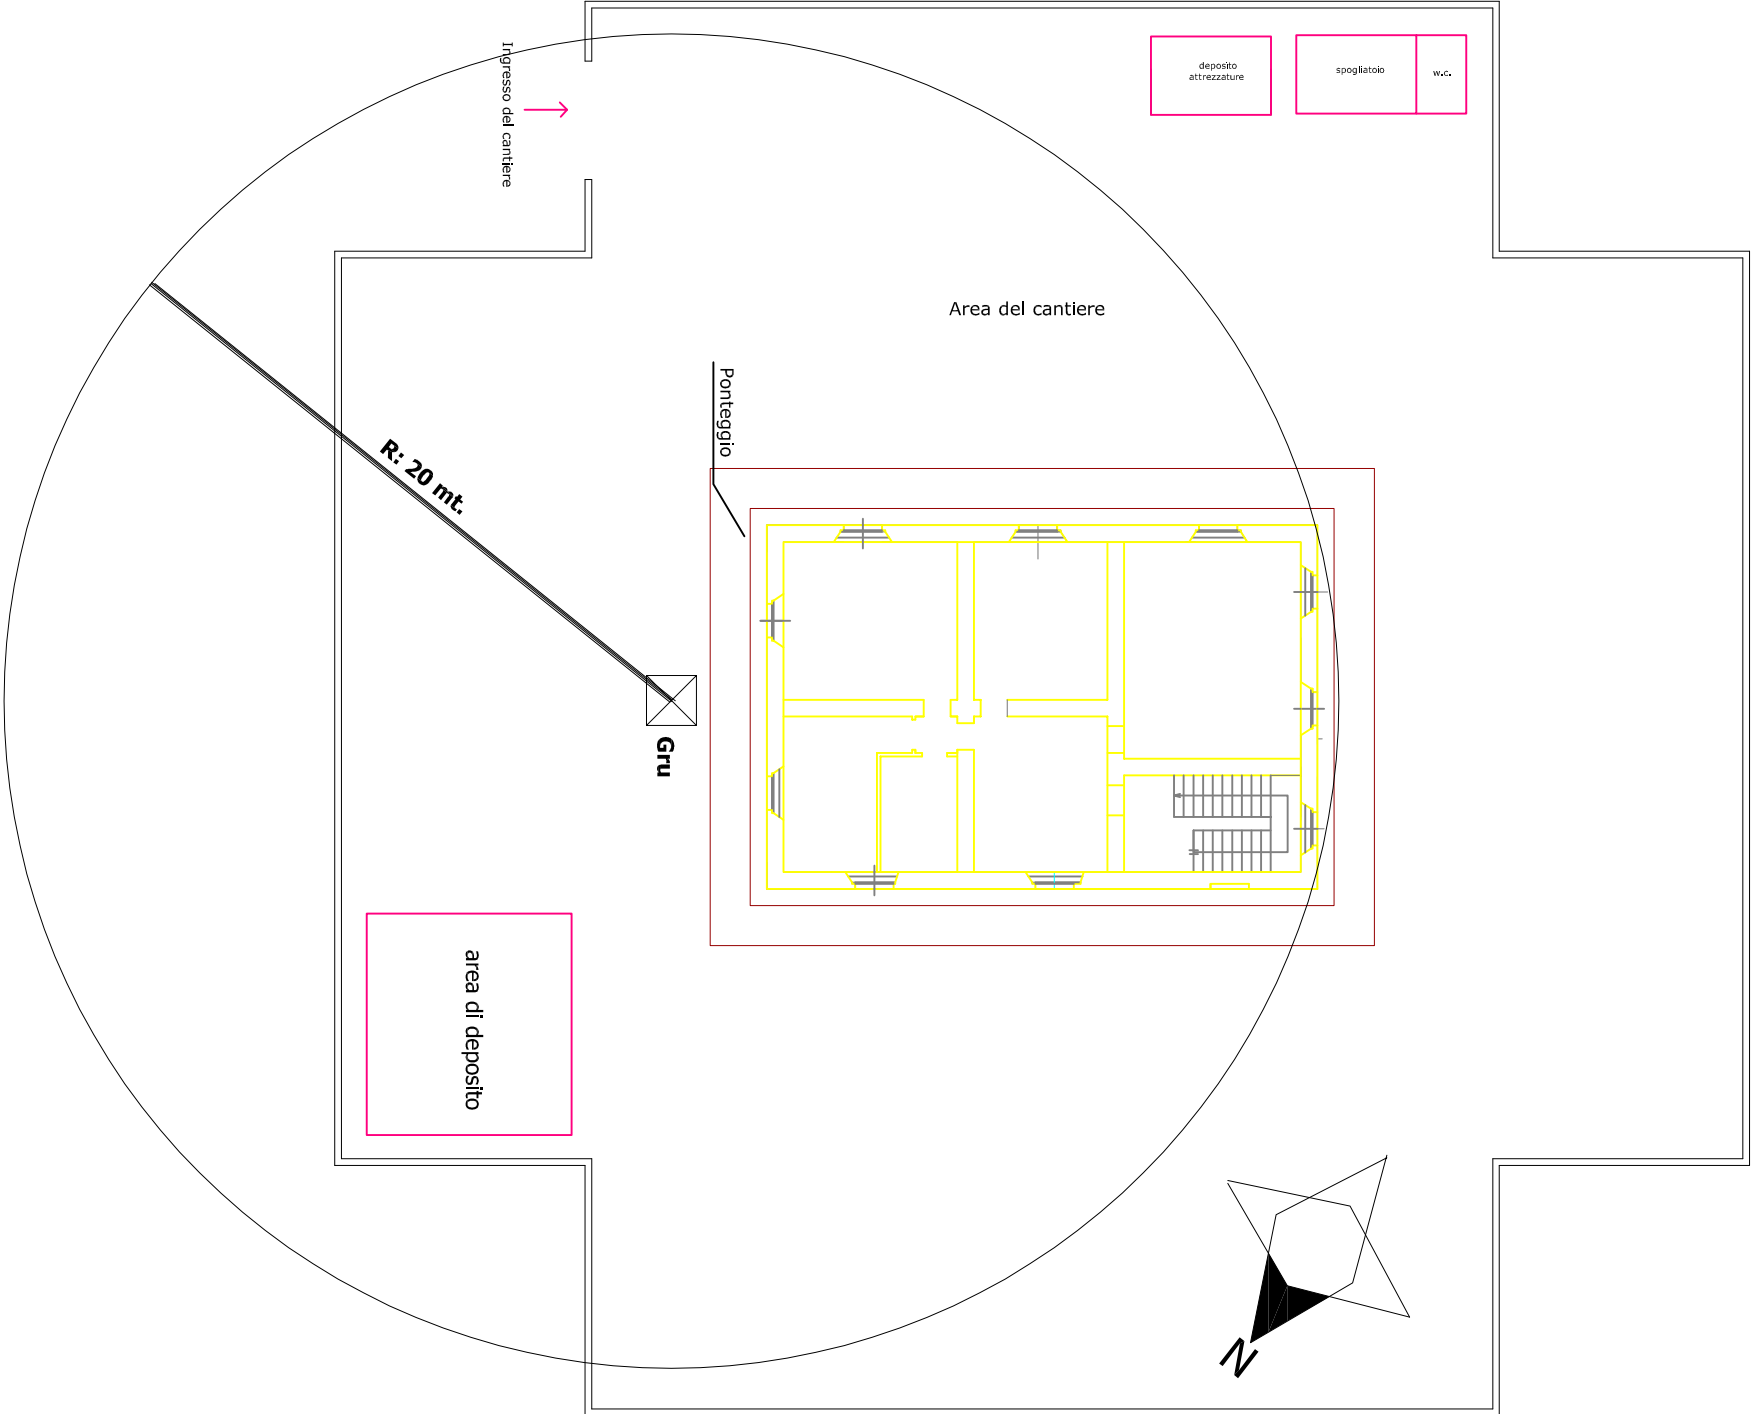 Ingresso del cantiere
deposito
attrezzature
spogliatoio
w.c.
Area del cantiere
Ponteggio
R: 20 mt.
Gru
area di deposito
N